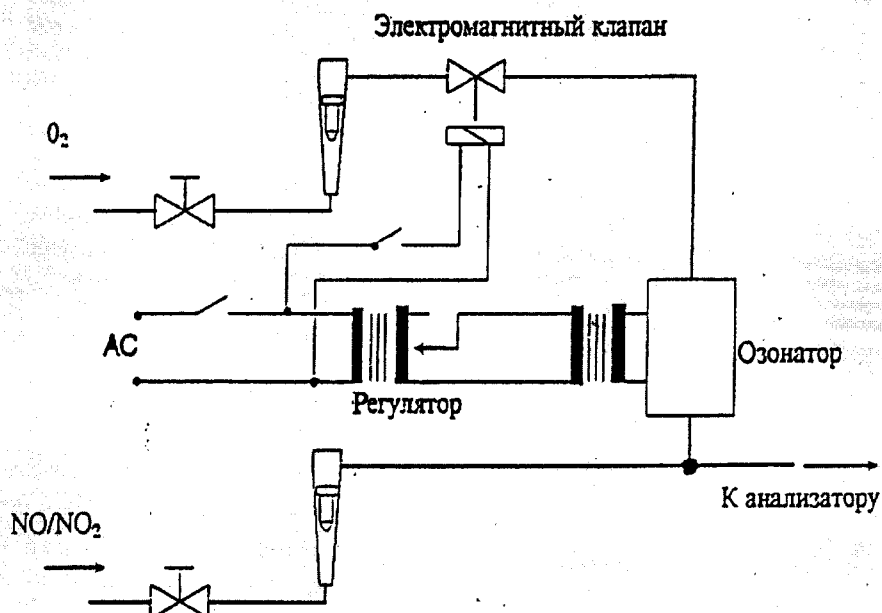 Электромагнитный клапан
O₂
AC
Регулятор
Озонатор
К анализатору
NO/NO₂